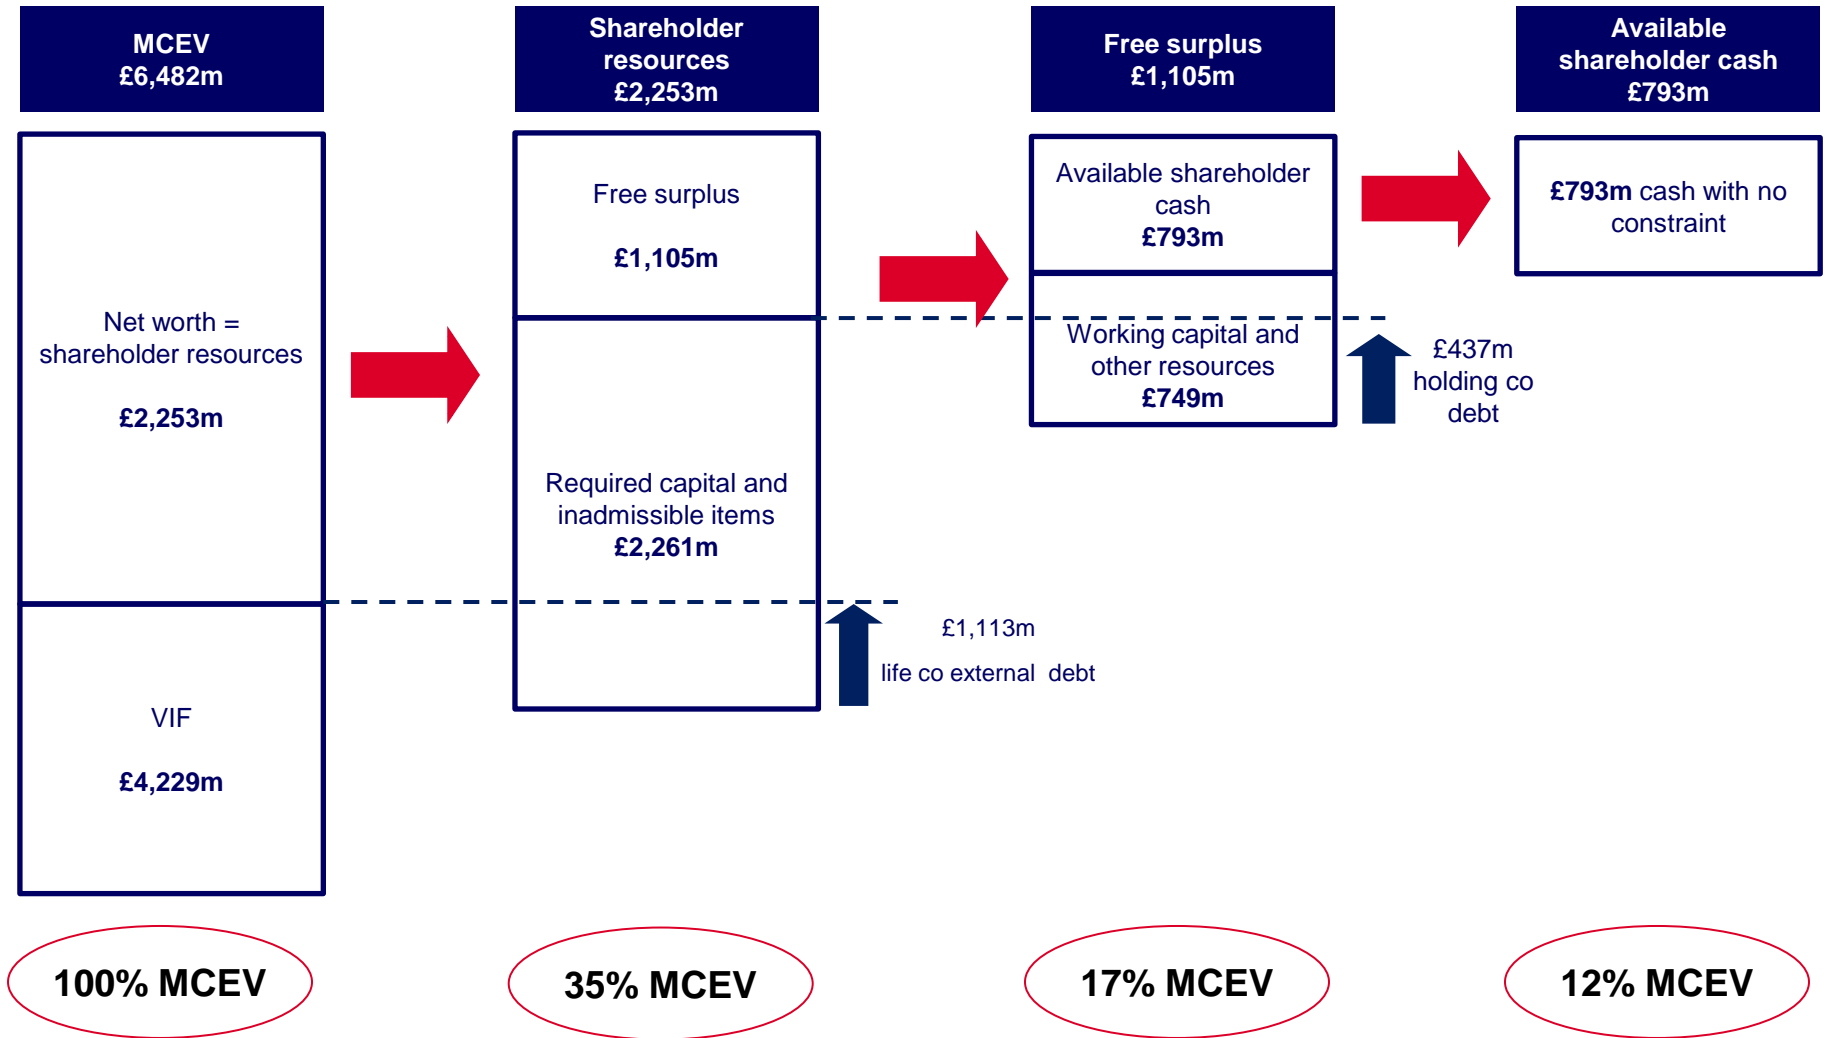 MCEV
£6,482m
Shareholder
resources
£2,253m
Free surplus
£1,105m
Available
shareholder cash
£793m
Net worth =
shareholder resources
£2,253m
VIF
£4,229m
Free surplus
£1,105m
Required capital and
inadmissible items
£2,261m
£1,113m
life co external debt
Available shareholder
cash
£793m
Working capital and
other resources
£749m
£437m
holding co
debt
£793m cash with no
constraint
100% MCEV
35% MCEV
17% MCEV
12% MCEV